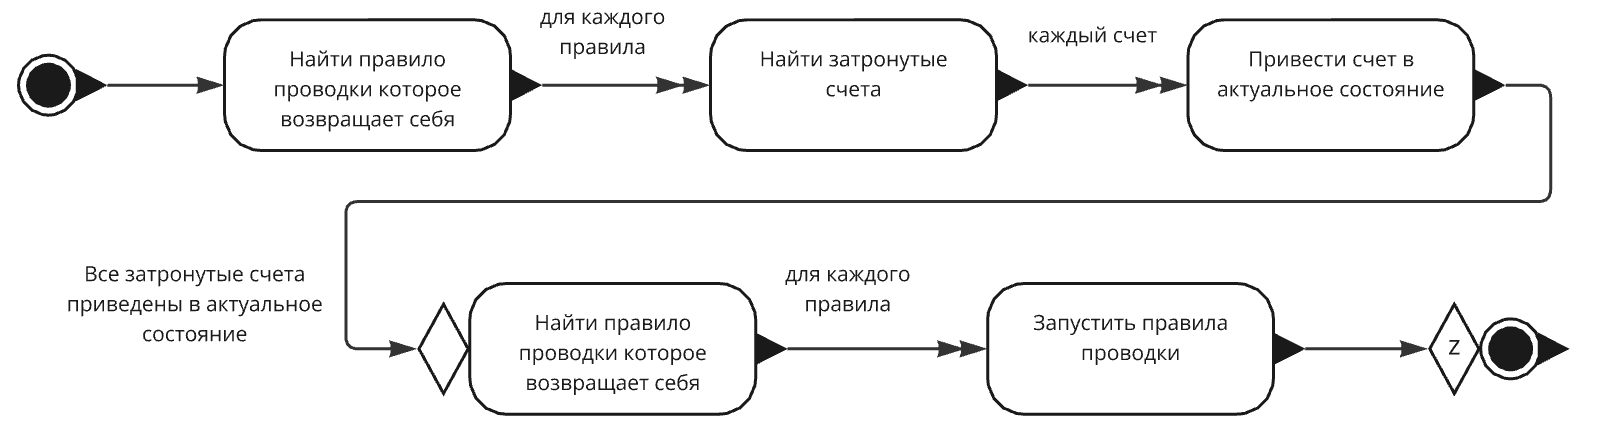 для каждого
правила
Найти правило
проводки которое
возвращает себя
Найти затронутые
счета
каждый счет
Привести счет в
актуальное состояние
Все затронутые счета
приведены в актуальное
состояние
Найти правило
проводки которое
возвращает себя
для каждого
правила
Запустить правила
проводки
Z